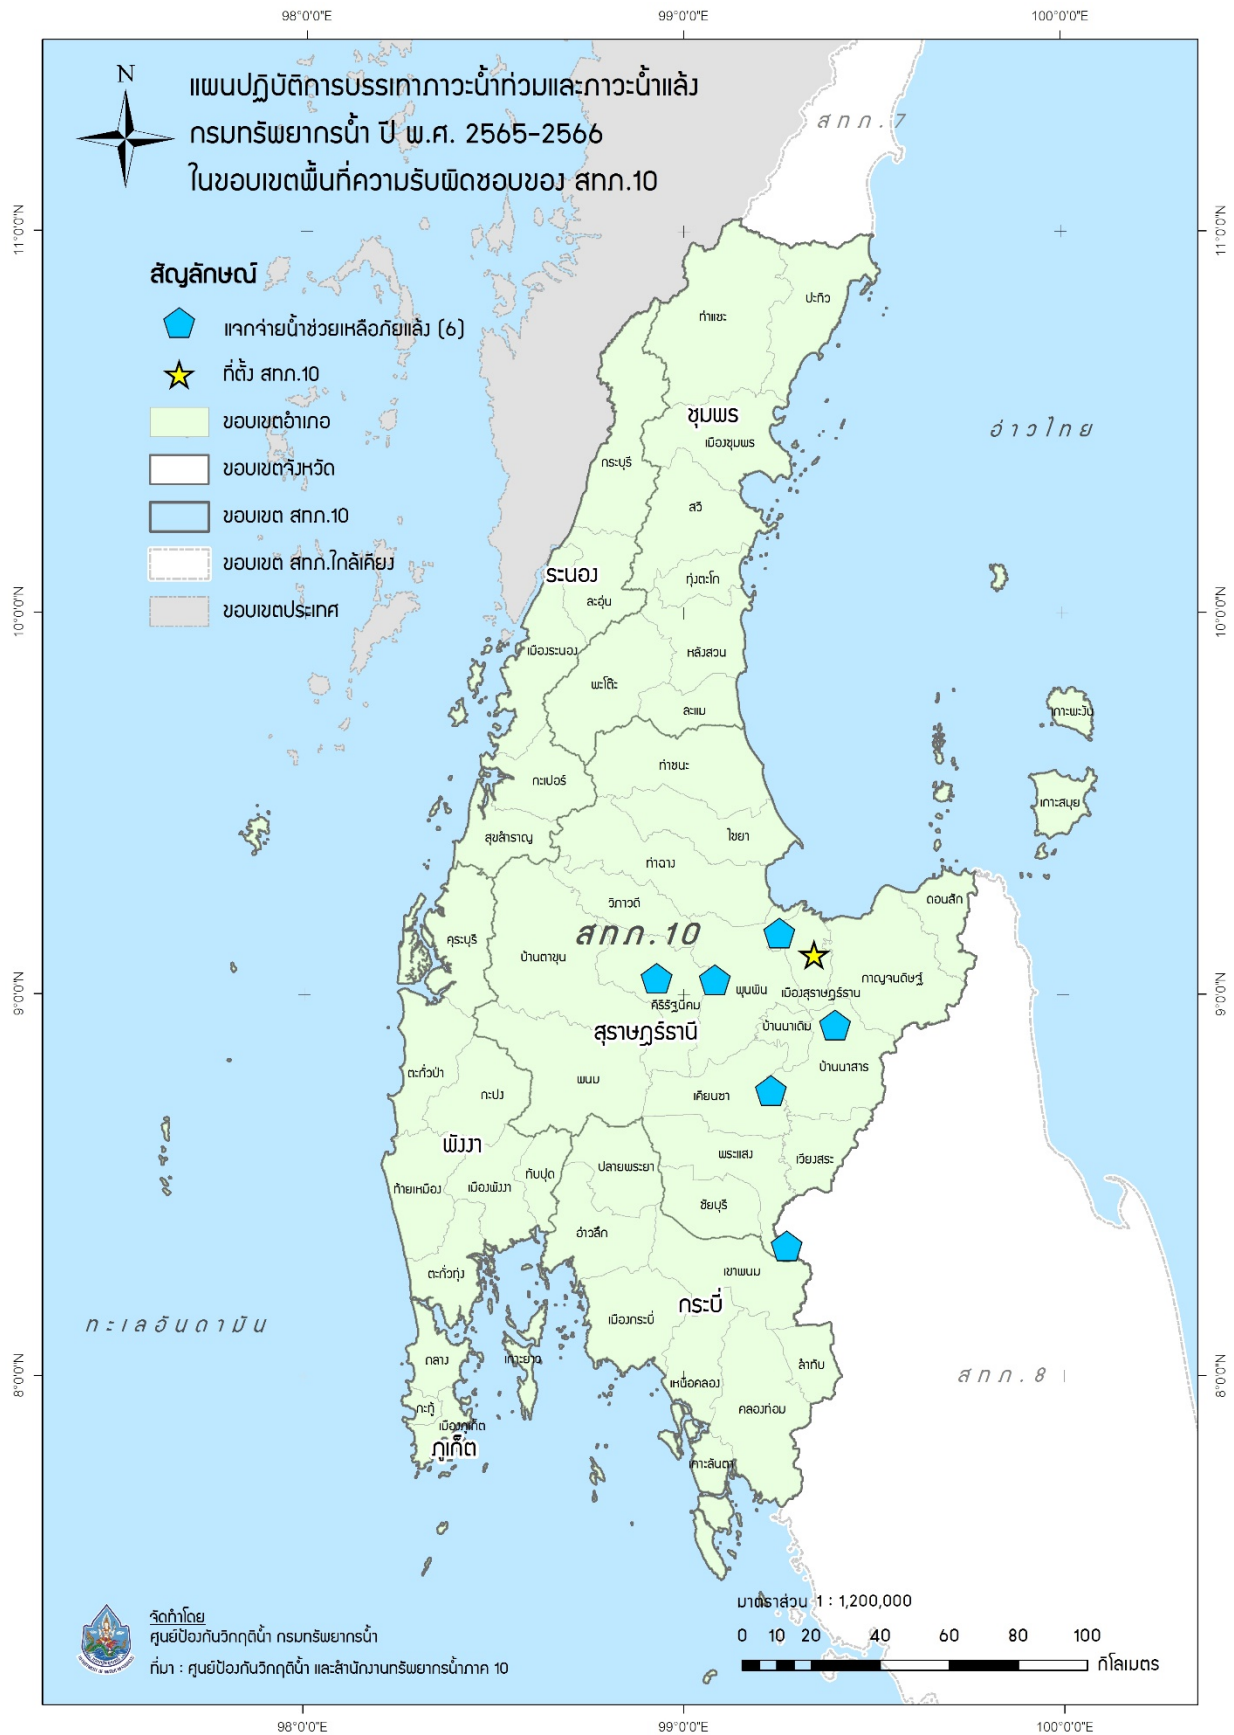 98°0'0"E
99°0'0"E
100°0'0"E
N
แผนปฏิบัติการบรรเทาภาวะน้ำท่วมและภาวะน้ำแล้ง
กรมทรัพยากรน้ำ ปี พ.ศ. 2565-2566
ในขอบเขตพื้นที่ความรับผิดชอบของ สทภ.10
สทภ.7
11°0'0"N
11°0'0"N
สัญลักษณ์
แจกจ่ายน้ำช่วยเหลือภัยแล้ง (6)
ที่ตั้ง สทภ.10
ขอบเขตอำเภอ
ขอบเขตจังหวัด
ขอบเขต สทภ.10
ขอบเขต สทภ.ใกล้เคียง
ขอบเขตประเทศ
ปะทิว
ท่าแซะ
ชุมพร
เมืองชุมพร
อ่าวไทย
กระบุรี
สวี
ระนอง
ทุ่งตะโก
ละอุ่น
10°0'0"N
10°0'0"N
เมืองระนอง
หลังสวน
พะโต๊ะ
ละแม
เกาะพะงัน
ท่าชนะ
กะเปอร์
เกาะสมุย
สุขสำราญ
ไชยา
ท่าฉาง
วิภาวดี
ดอนสัก
สทภ.10
คุระบุรี
บ้านตาขุน
กาญจนดิษฐ์
พุนพิน
เมืองสุราษฎร์ธาน
คีรีรัฐนิคม
9°0'0"N
9°0'0"N
สุราษฎร์ธานี
บ้านนาเดิม
บ้านนาสาร
ตะกั่วป่า
พนม
กะปง
เคียนซา
พังงา
พระแสง
เวียงสระ
ปลายพระยา
ทับปุด
ท้ายเหมือง
เมืองพังงา
ชัยบุรี
อ่าวลึก
ตะกั่วทุ่ง
เขาพนม
กระบี่
เมืองกระบี่
ทะเลอันดามัน
ถลาง
เกาะยาว
ลำทับ
เหนือคลอง
สทภ.8
8°0'0"N
8°0'0"N
กะทู้
คลองท่อม
เมืองภูเก็ต
ภูเก็ต
เกาะลันตา
จัดทำโดย
ศูนย์ป้องกันวิกฤติน้ำ กรมทรัพยากรน้ำ
ที่มา : ศูนย์ป้องกันวิกฤติน้ำ และสำนักงานทรัพยากรน้ำภาค 10
มาตราส่วน 1 : 1,200,000
0 10 20 40 60 80 100
กิโลเมตร
98°0'0"E
99°0'0"E
100°0'0"E